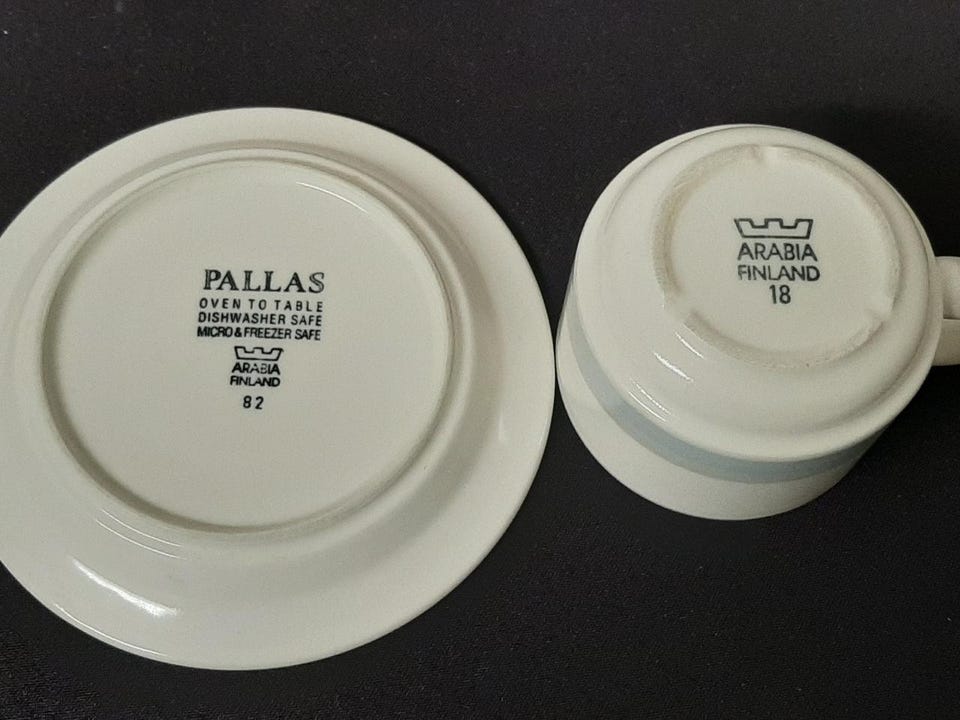 PALLAS
OVEN TO TABLE
DISHWASHER SAFE
MICRO & FREEZER SAFE
ARABIA
FINLAND
82
ARABIA
FINLAND
18